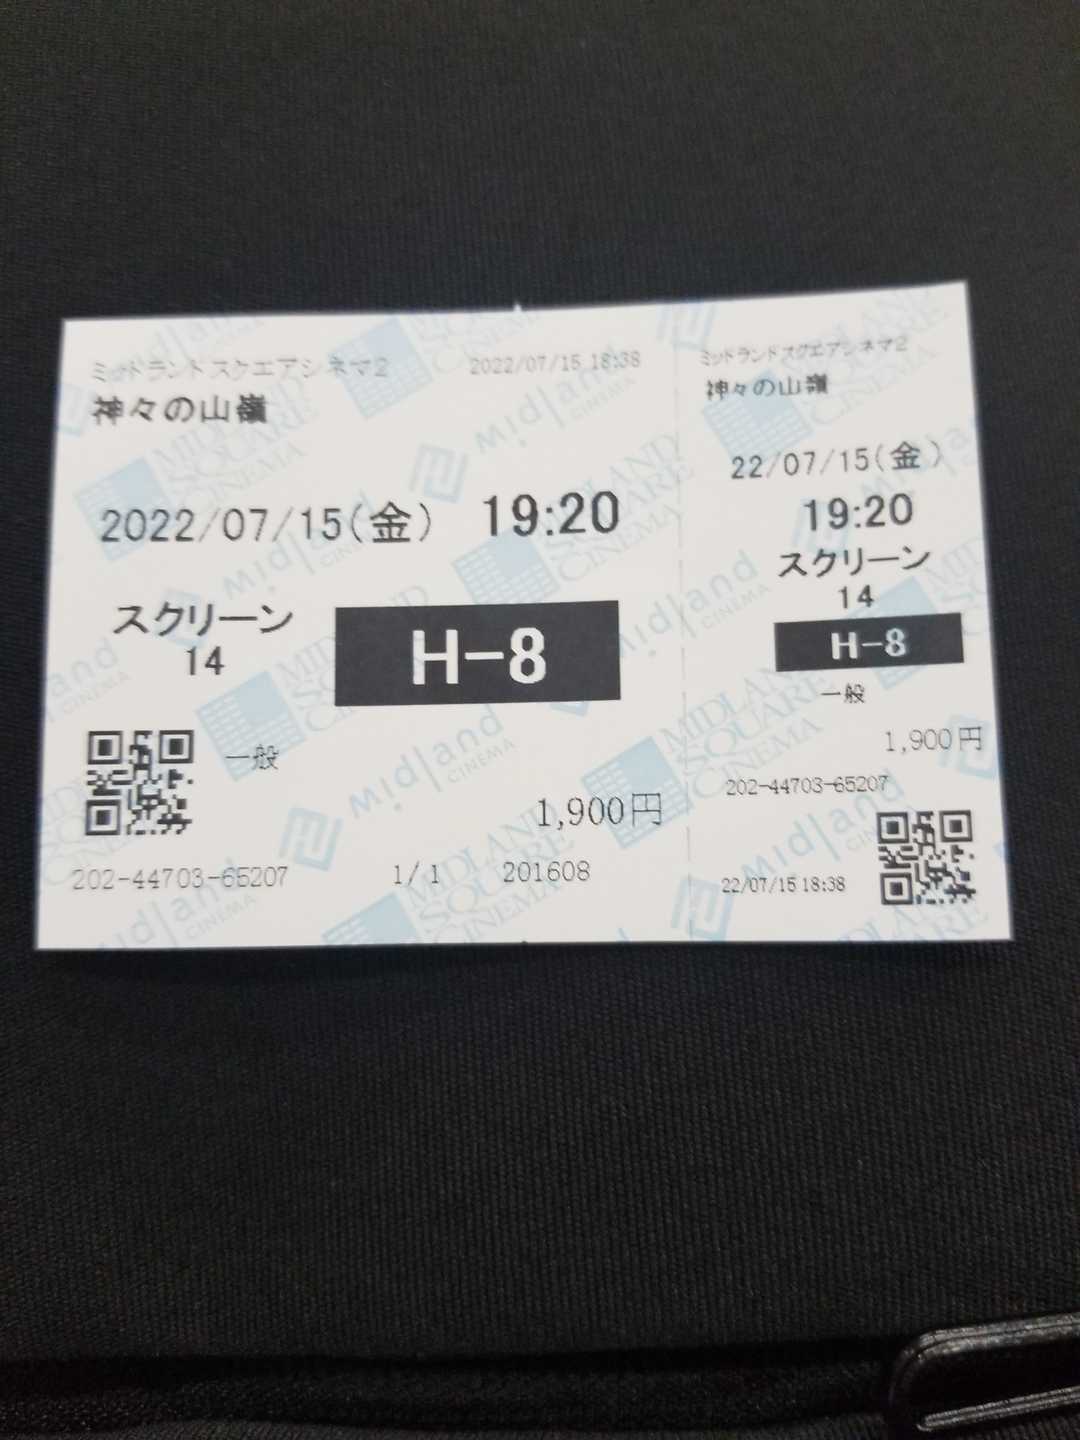 ミッドランドスクエアシネマ2
2022/07/15 18:38
神々の山嶺
2022/07/15(金) 19:20
スクリーン
14
H-8
一般
1,900円
202-44703-65207
1/1
201608
ミッドランドスクエアシネマ2
神々の山嶺
22/07/15(金)
19:20
スクリーン
14
H-8
一般
1,900円
202-44703-65207
22/07/15 18:38
MIDLAND
SQUARE
CINEMA
midland
CINEMA